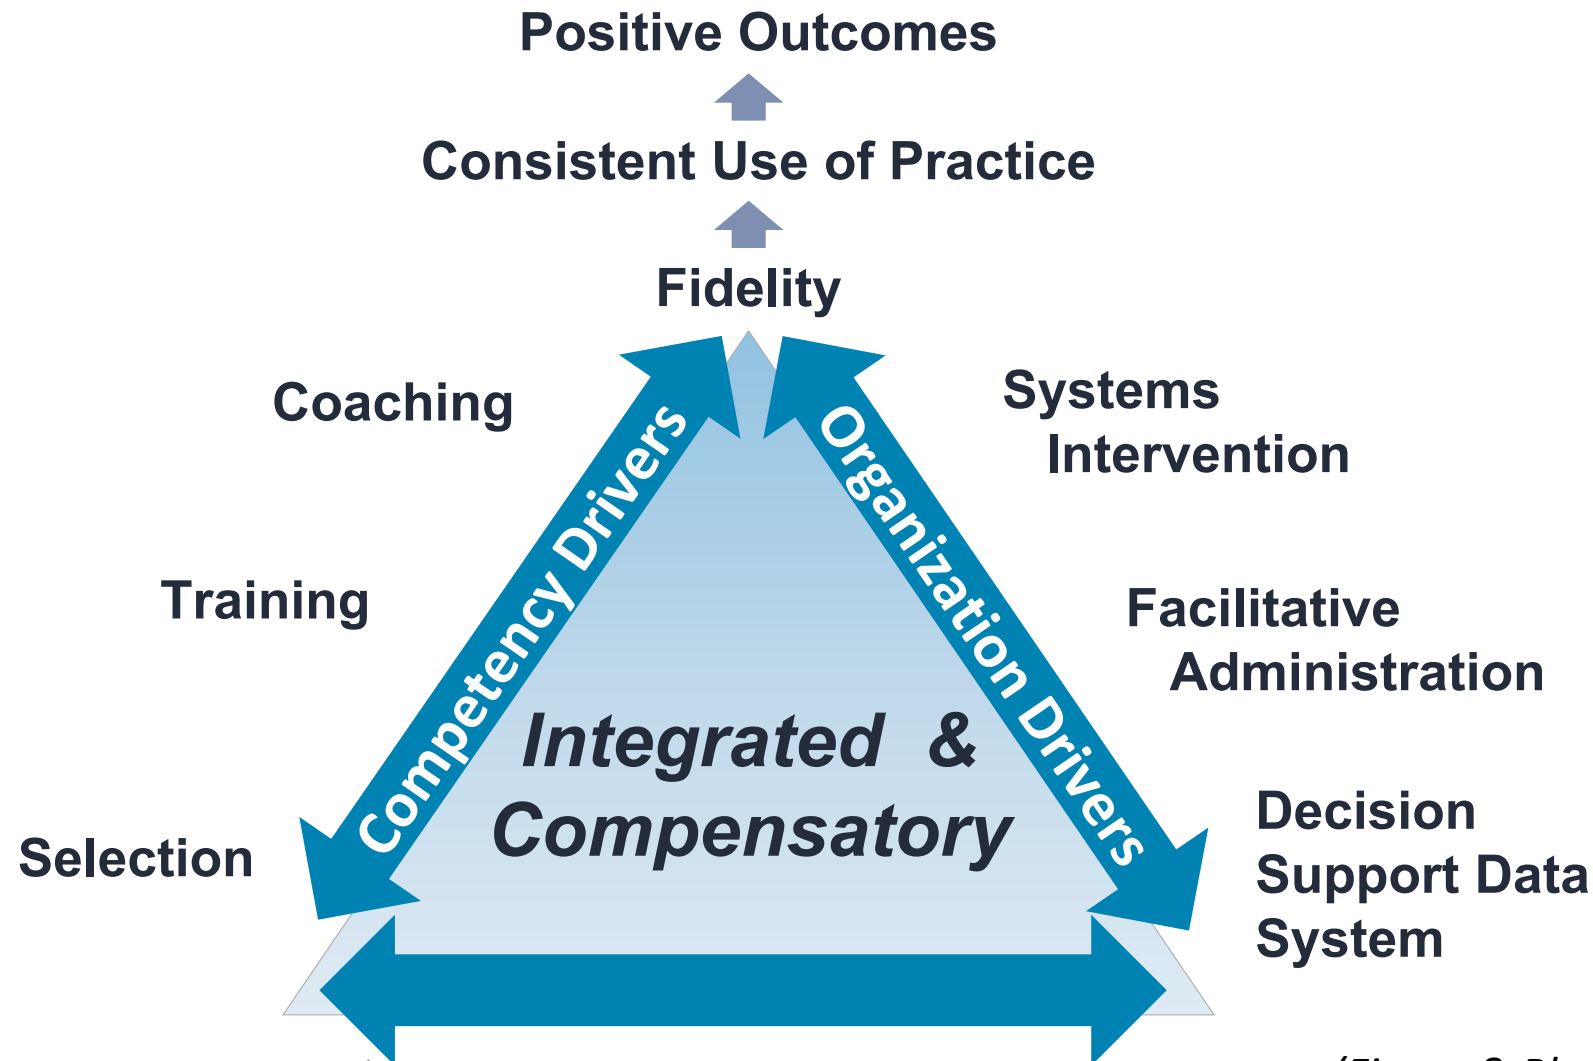 Positive Outcomes
Consistent Use of Practice
Fidelity
Coaching
Training
Selection
Competency Drivers
Organization Drivers
Integrated &
Compensatory
Systems
Intervention
Facilitative
Administration
Decision
Support Data
System